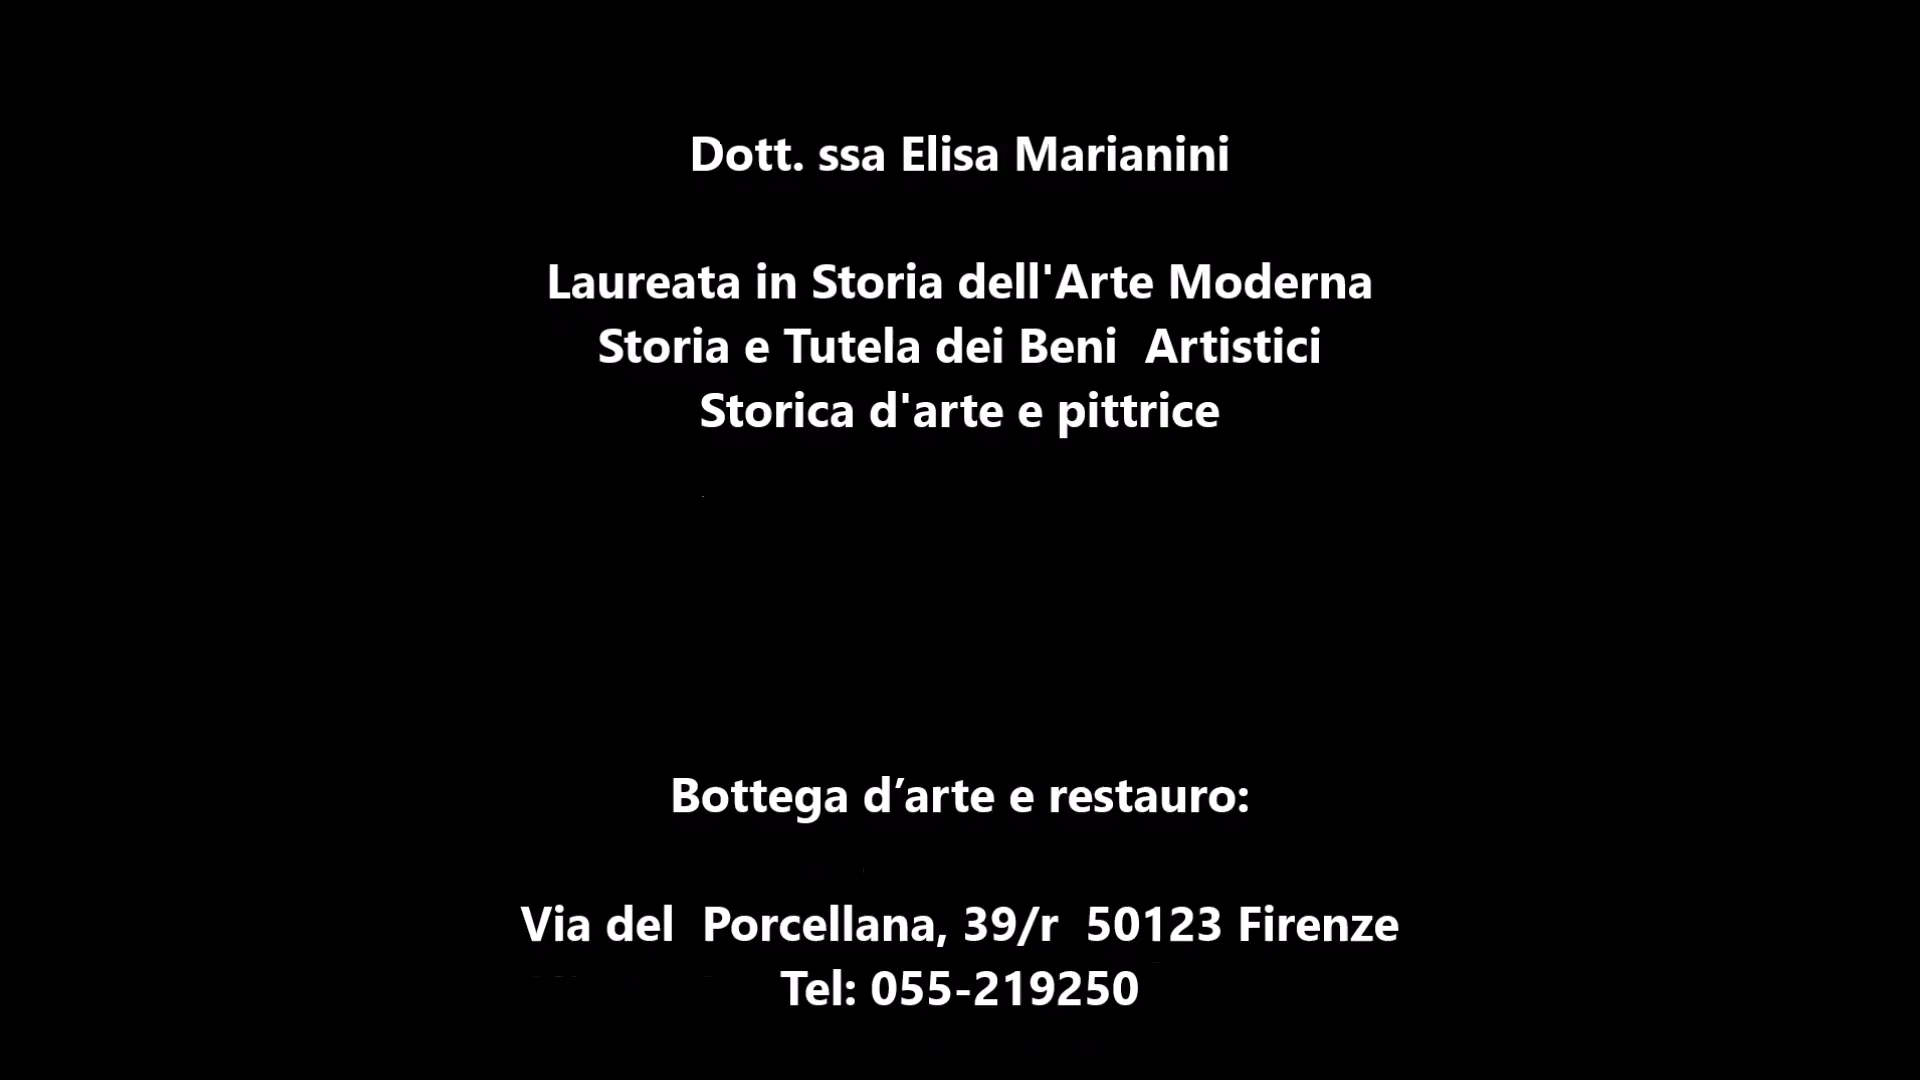 Dott. ssa Elisa Marianini
Laureata in Storia dell'Arte Moderna
Storia e Tutela dei Beni  Artistici
Storica d'arte e pittrice
Bottega d’arte e restauro:
Via del  Porcellana, 39/r  50123 Firenze
Tel: 055-219250